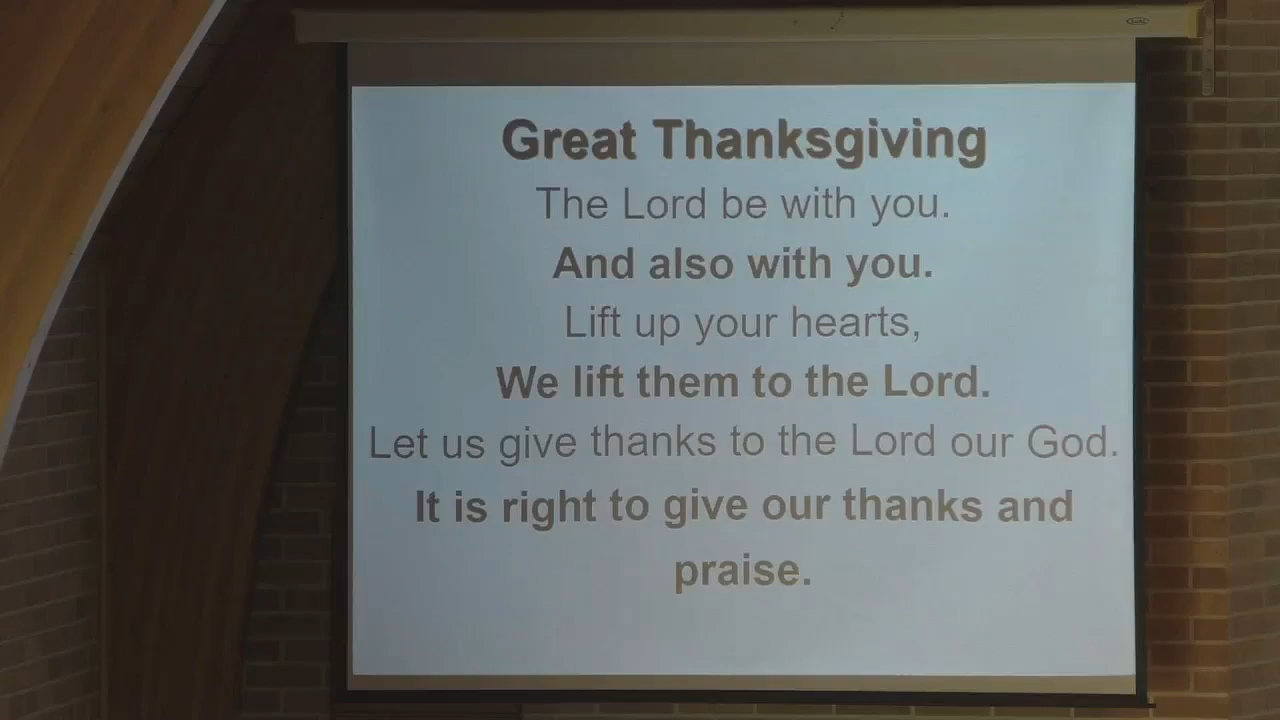 Great Thanksgiving
The Lord be with you.
And also with you.
Lift up your hearts,
We lift them to the Lord.
Let us give thanks to the Lord our God.
It is right to give our thanks and
praise.